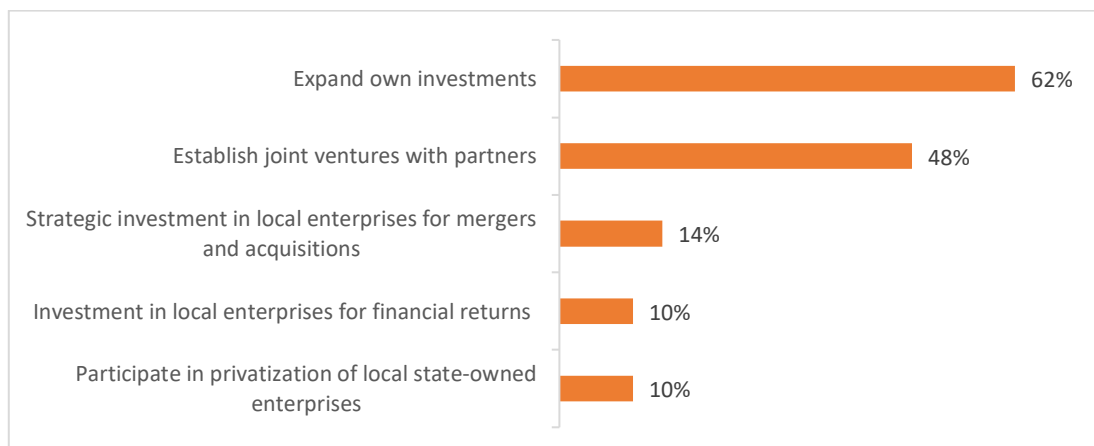 Expand own investments
62%
Establish joint ventures with partners
48%
Strategic investment in local enterprises for mergers
and acquisitions
14%
Investment in local enterprises for financial returns
10%
Participate in privatization of local state-owned
enterprises
10%